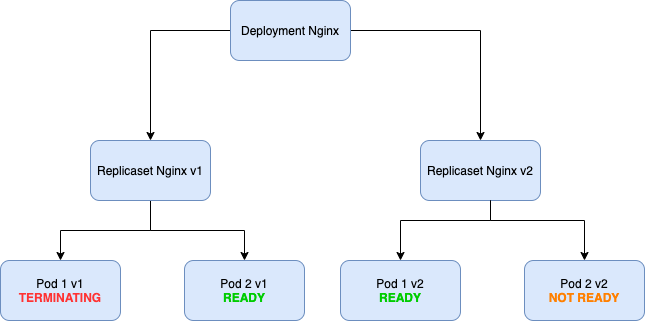 Deployment Nginx
Replicaset Nginx v1
Replicaset Nginx v2
Pod 1 v1
TERMINATING
Pod 2 v1
READY
Pod 1 v2
READY
Pod 2 v2
NOT READY